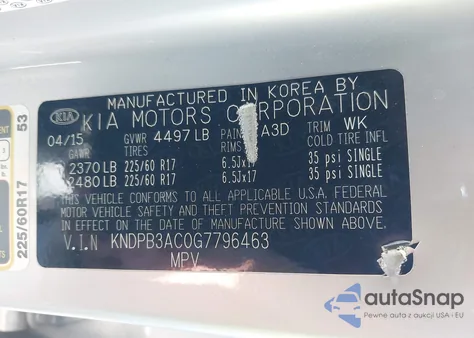 MANUFACTURED IN KOREA BY
KIA KIA MOTORS CORPORATION
04/15 GVWR 4497 LB PAIN A3D TRIM WK
TIRES RIMS COLD TIRE INFL
2370 LB 225/60 R17 6.5Jx17 35 psi SINGLE
2480 LB 225/60 R17 6.5Jx17 35 psi SINGLE
THIS VEHICLE CONFORMS TO ALL APPLICABLE U.S.A. FEDERAL
MOTOR VEHICLE SAFETY AND THEFT PREVENTION STANDARDS
IN EFFECT ON THE DATE OF MANUFACTURE SHOWN ABOVE
V.I.N KNDPB3AC0G7796463
MPV
53
225/60R17
autoSnap
Pewne auta z aukcji USA i EU